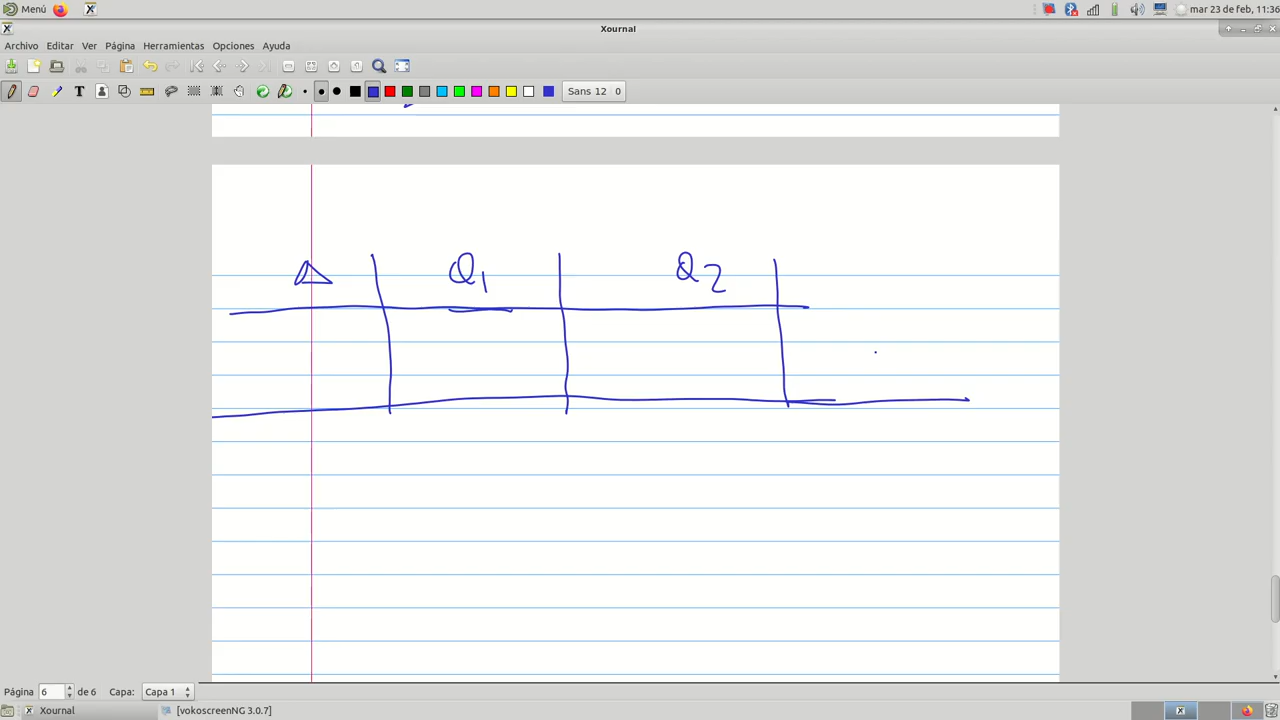 Menú
mar 23 de feb, 11:36
Xournal
Archivo Editar Ver Página Herramientas Opciones Ayuda
Sans 12
Δ Q1 Q2
Página 6 de 6 Capa: Capa 1
Xournal [vokoscreenNG 3.0.7]